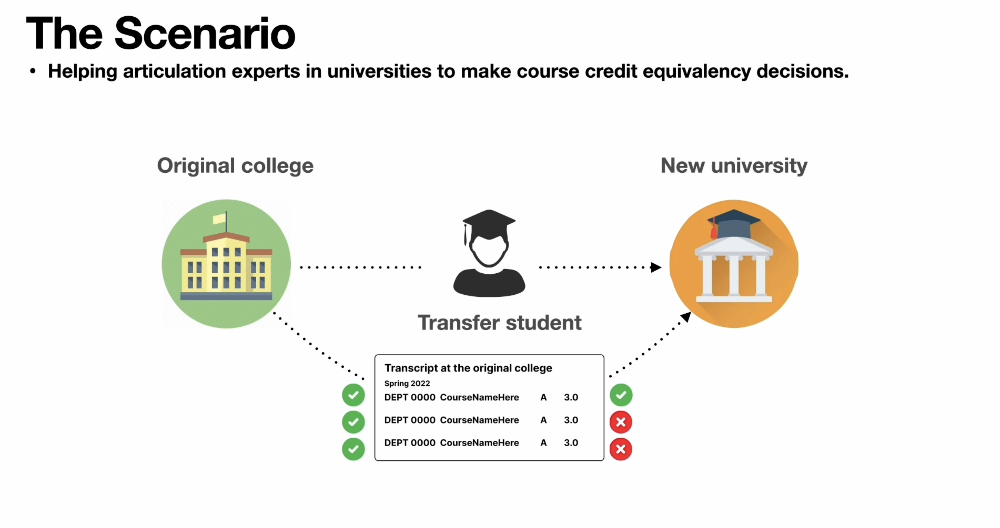 The Scenario
• Helping articulation experts in universities to make course credit equivalency decisions.
Original college
New university
Transfer student
Transcript at the original college
Spring 2022
DEPT 0000 CourseNameHere A 3.0
DEPT 0000 CourseNameHere A 3.0
DEPT 0000 CourseNameHere A 3.0